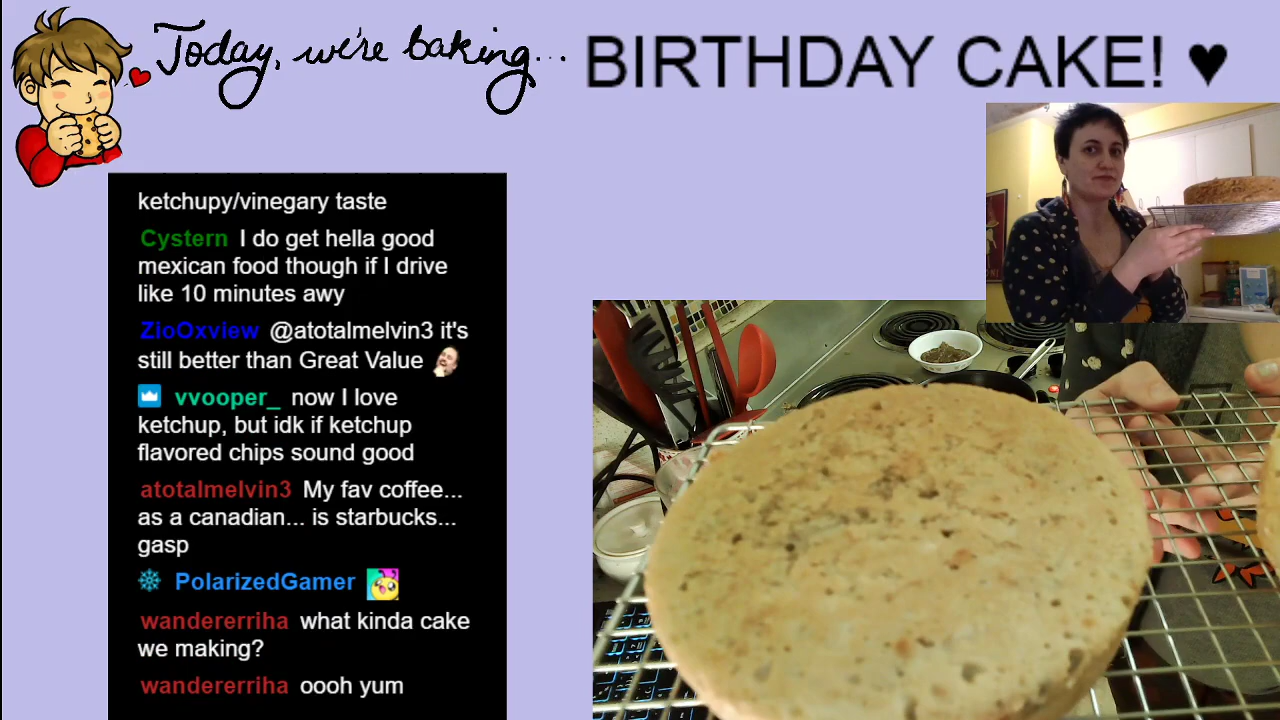 Today, we're baking... BIRTHDAY CAKE! ♥
ketchupy/vinegary taste
Cystern I do get hella good
mexican food though if I drive
like 10 minutes awy
ZioOxview @atotalmelvin3 it's
still better than Great Value
vvooper_ now I love
ketchup, but idk if ketchup
flavored chips sound good
atotalmelvin3 My fav coffee...
as a canadian... is starbucks...
gasp
PolarizedGamer
wandererriha what kinda cake
we making?
wandererriha oooh yum